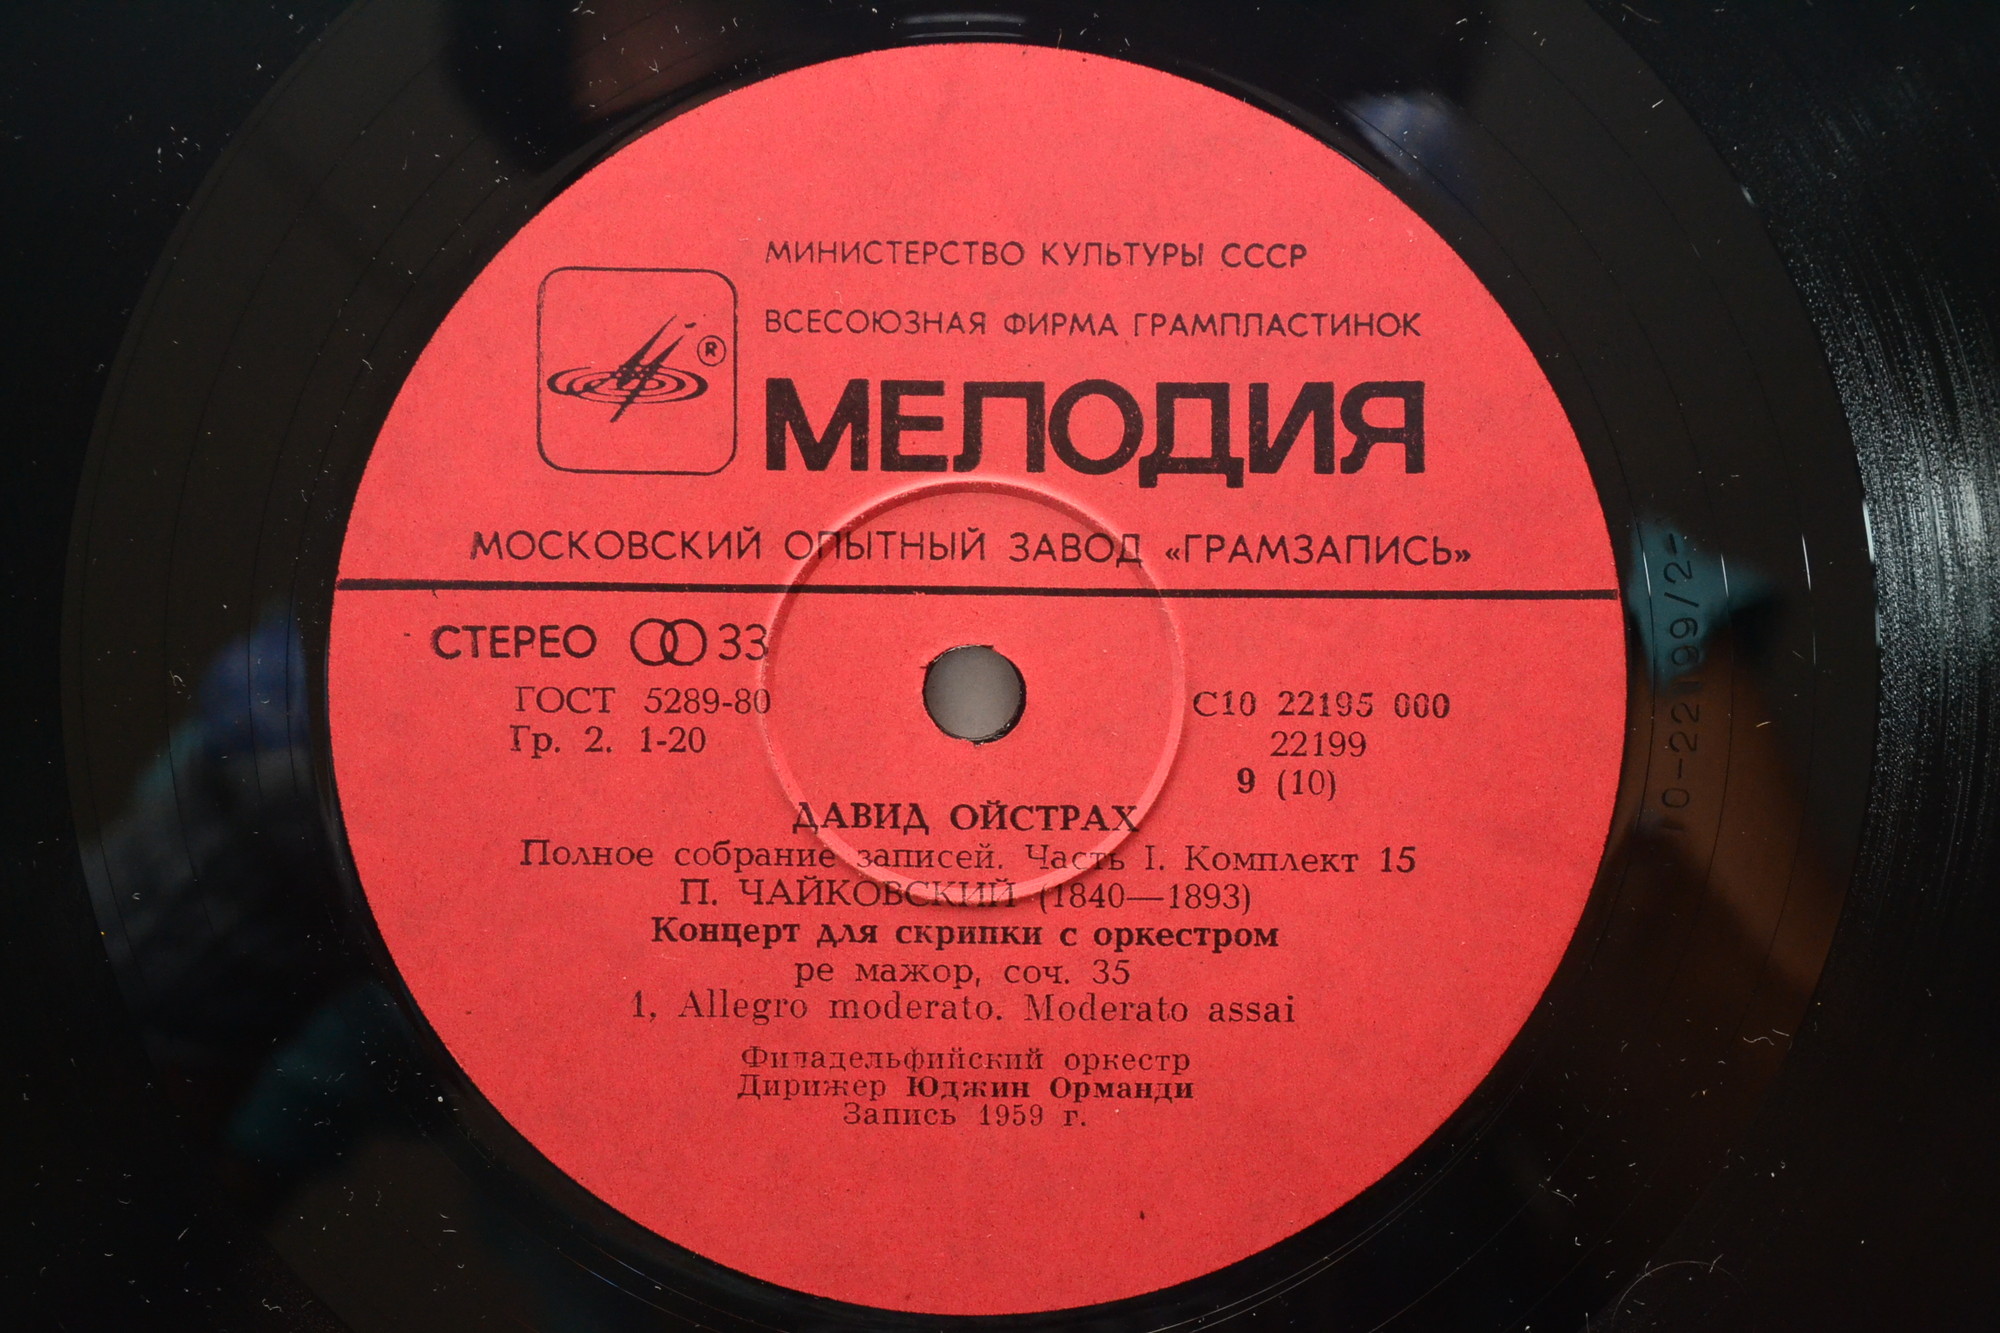 МИНИСТЕРСТВО КУЛЬТУРЫ СССР
ВСЕСОЮЗНАЯ ФИРМА ГРАМПЛАСТИНОК
®
МЕЛОДИЯ
МОСКОВСКИЙ ОПЫТНЫЙ ЗАВОД «ГРАМЗАПИСЬ»
СТЕРЕО 33
ГОСТ 5289-80
Гр. 2. 1-20
С10 22195 000
22199
9 (10)
ДАВИД ОЙСТРАХ
Полное собрание записей. Часть I. Комплект 15
П. ЧАЙКОВСКИЙ (1840—1893)
Концерт для скрипки с оркестром
ре мажор, соч. 35
1, Allegro moderato. Moderato assai
Филадельфийский оркестр
Дирижер Юджин Орманди
Запись 1959 г.
10-22199/2-